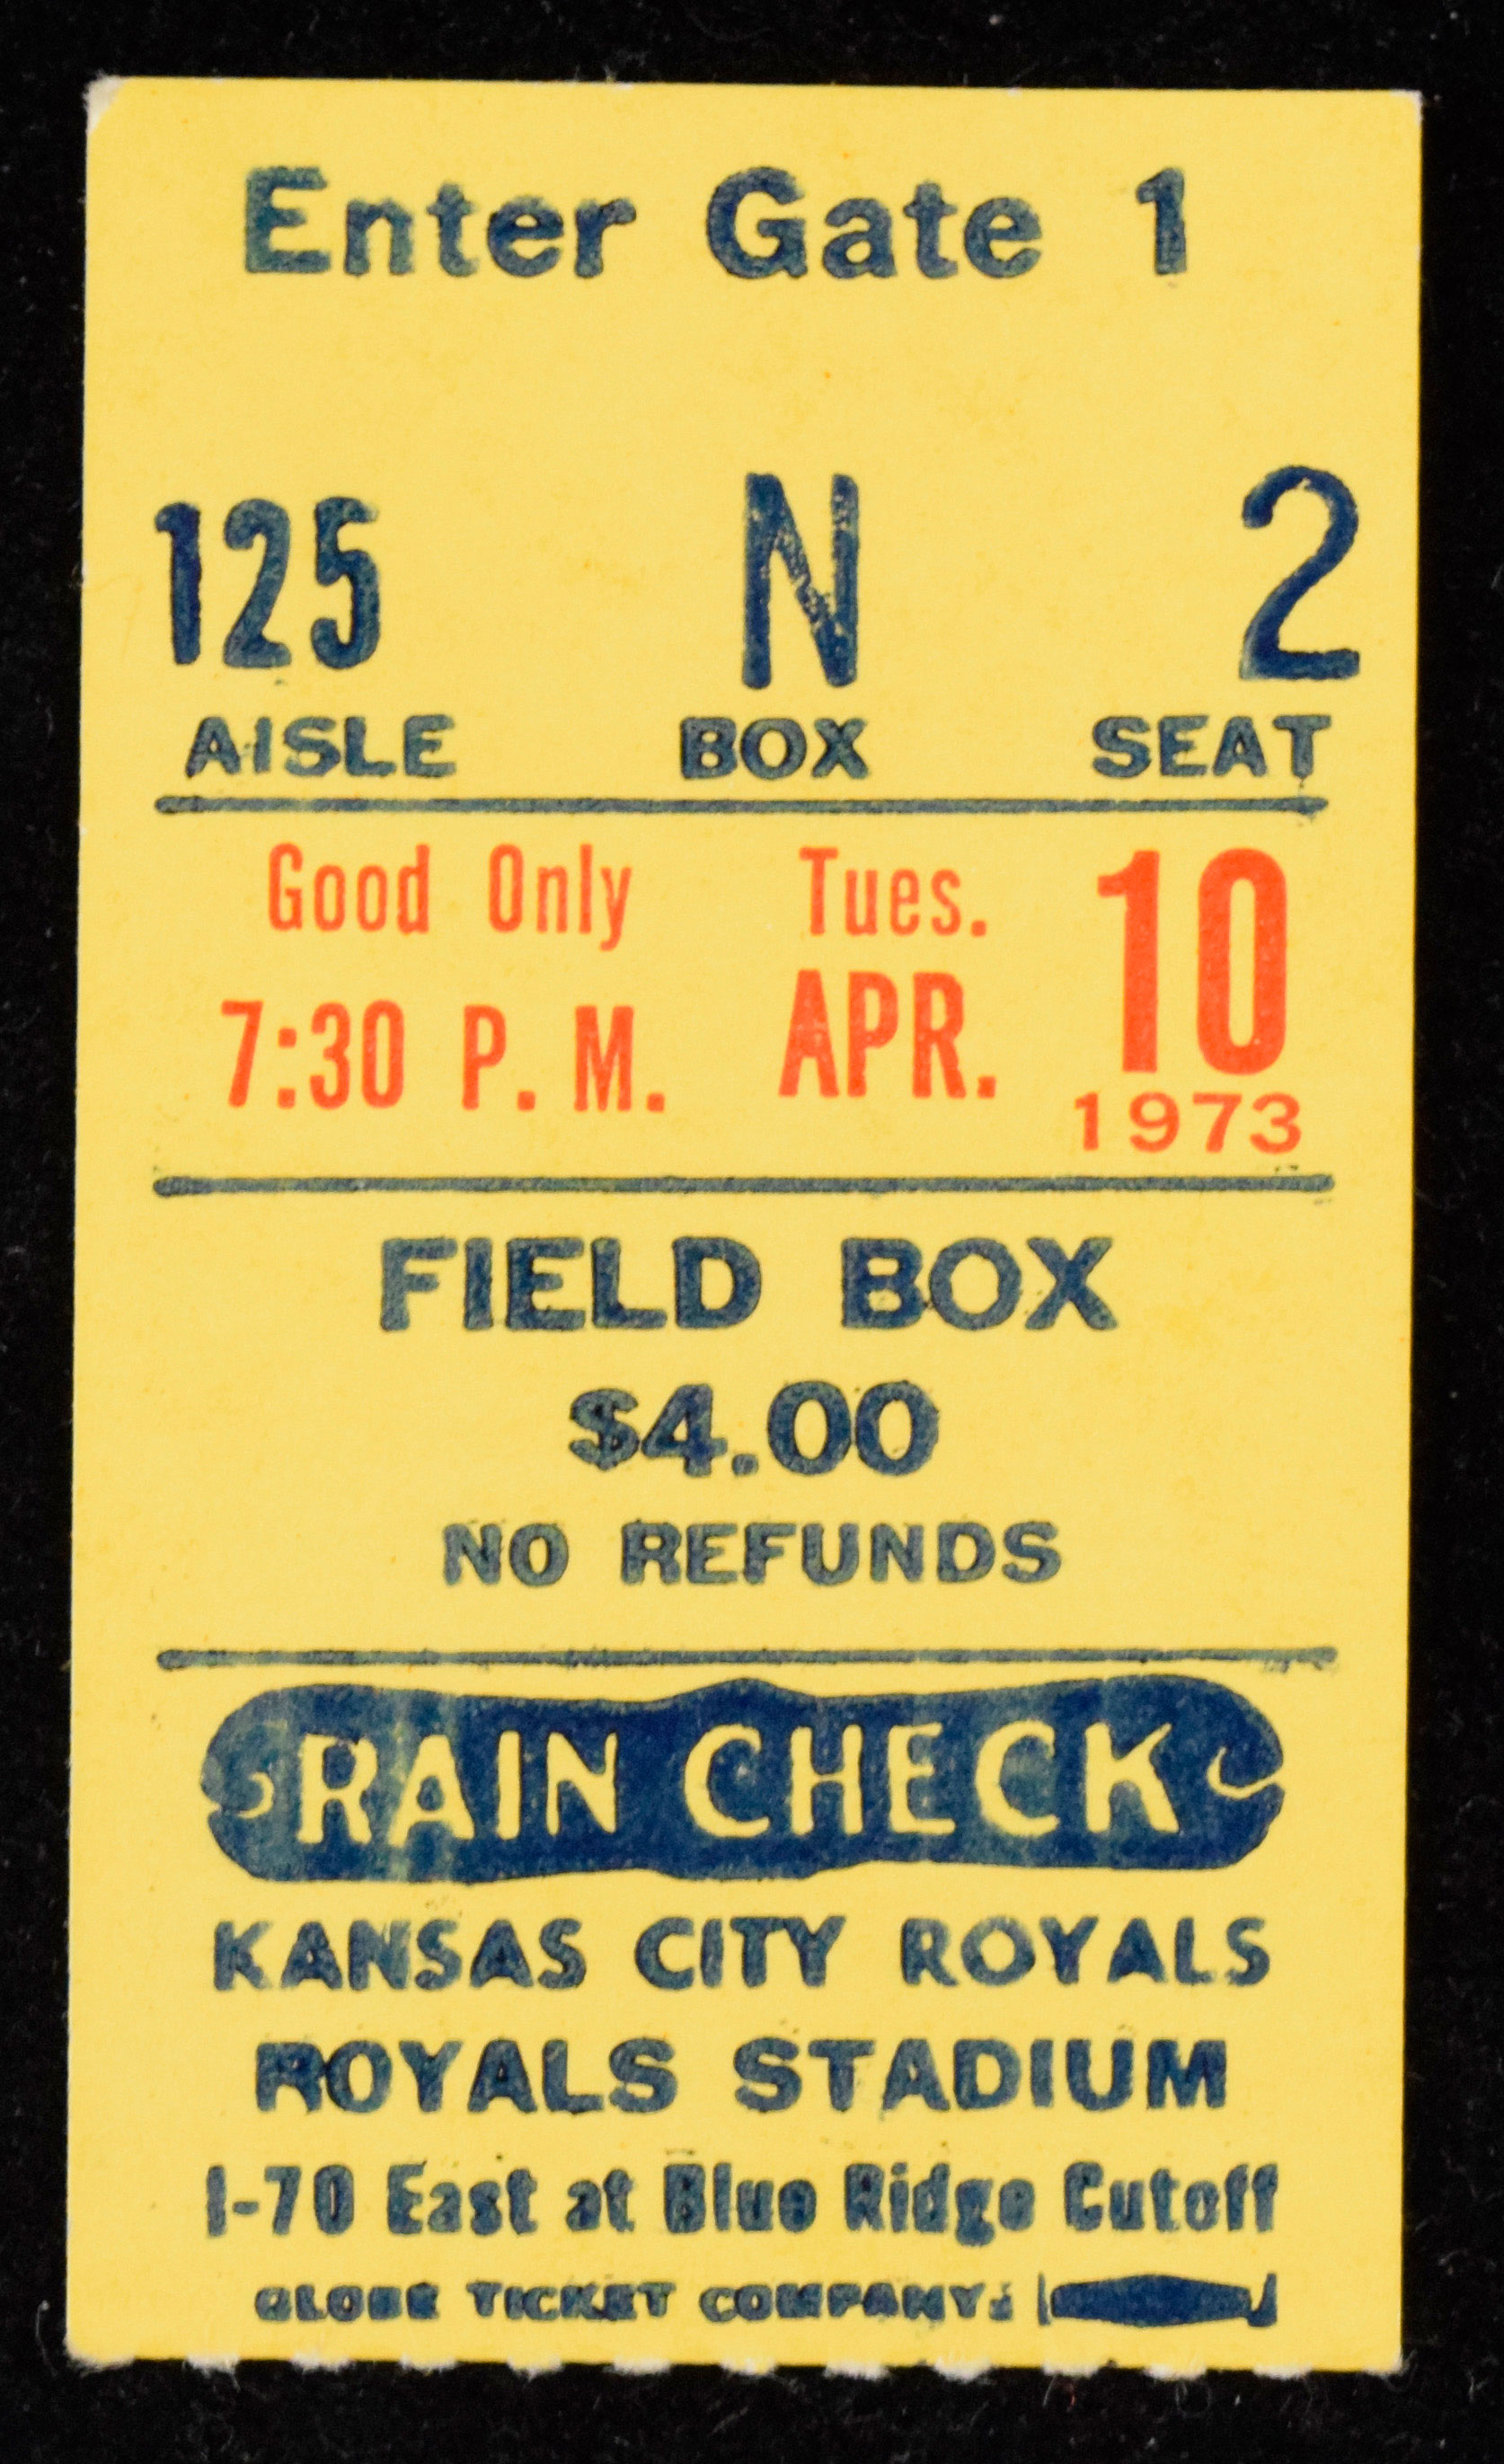 Enter Gate 1
125 N 2
AISLE BOX SEAT
Good Only Tues. 10
7:30 P. M. APR.
1973
FIELD BOX
$4.00
NO REFUNDS
RAIN CHECK
KANSAS CITY ROYALS
ROYALS STADIUM
I-70 East at Blue Ridge Cutoff
GLOBE TICKET COMPANY